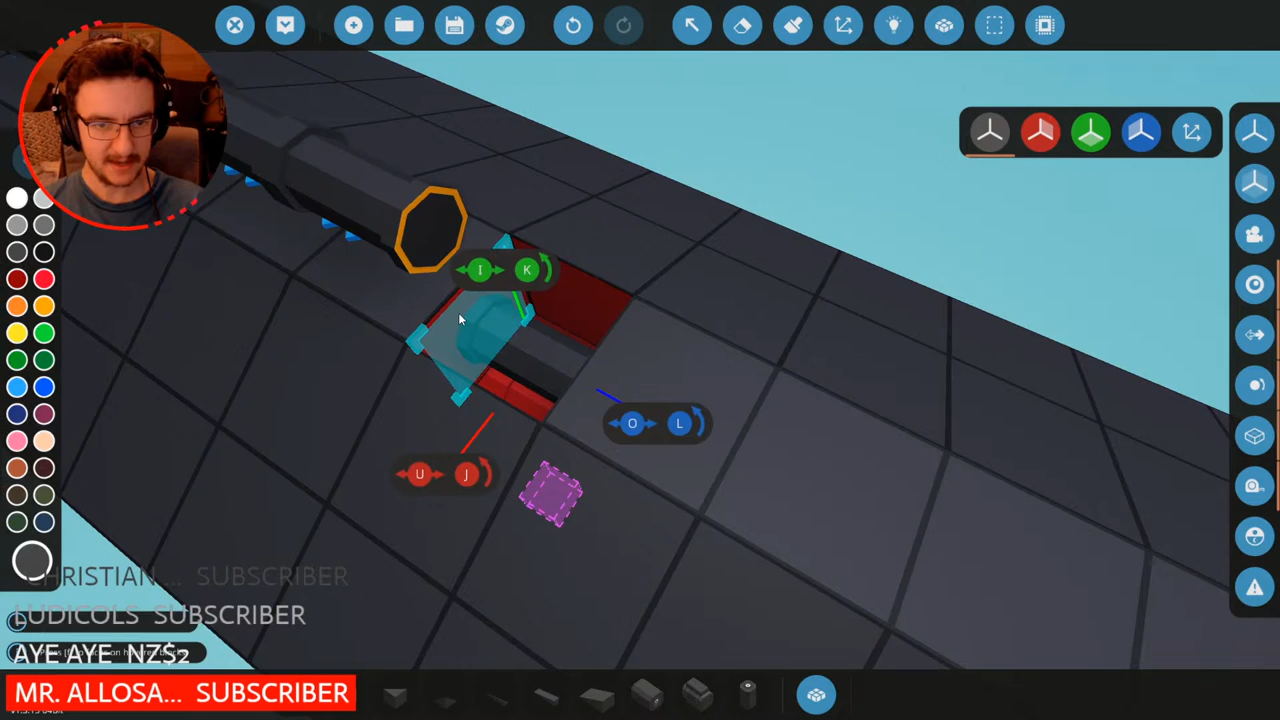 I K
O L
U J
CHRISTIAN... SUBSCRIBER
LUDICOLS SUBSCRIBER
AYE AYE NZ$2
MR. ALLOSA... SUBSCRIBER